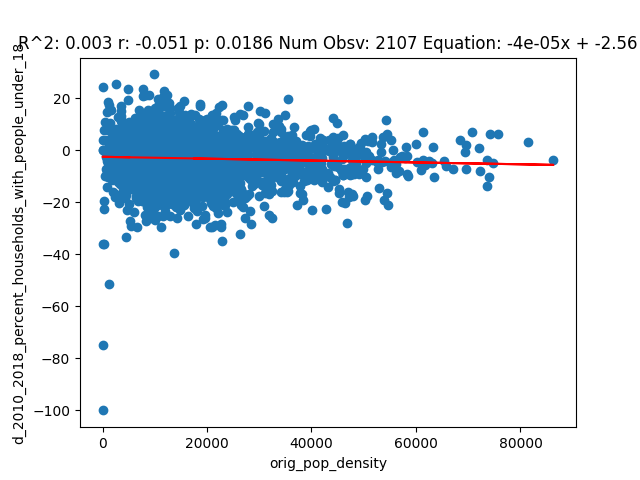 R^2: 0.003 r: -0.051 p: 0.0186 Num Obsv: 2107 Equation: -4e-05x + -2.56
d_2010_2018_percent_households_with_people_under_18
20
0
−20
−40
−60
−80
−100
0 20000 40000 60000 80000
orig_pop_density